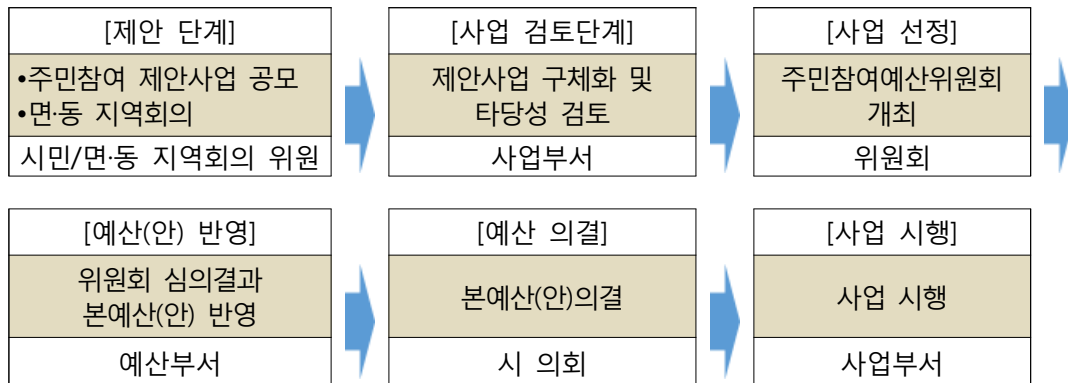 [제안 단계]
•주민참여 제안사업 공모
•면·동 지역회의
시민/면·동 지역회의 위원
[사업 검토단계]
제안사업 구체화 및
타당성 검토
사업부서
[사업 선정]
주민참여예산위원회
개최
위원회
[예산(안) 반영]
위원회 심의결과
본예산(안) 반영
예산부서
[예산 의결]
본예산(안)의결
시 의회
[사업 시행]
사업 시행
사업부서